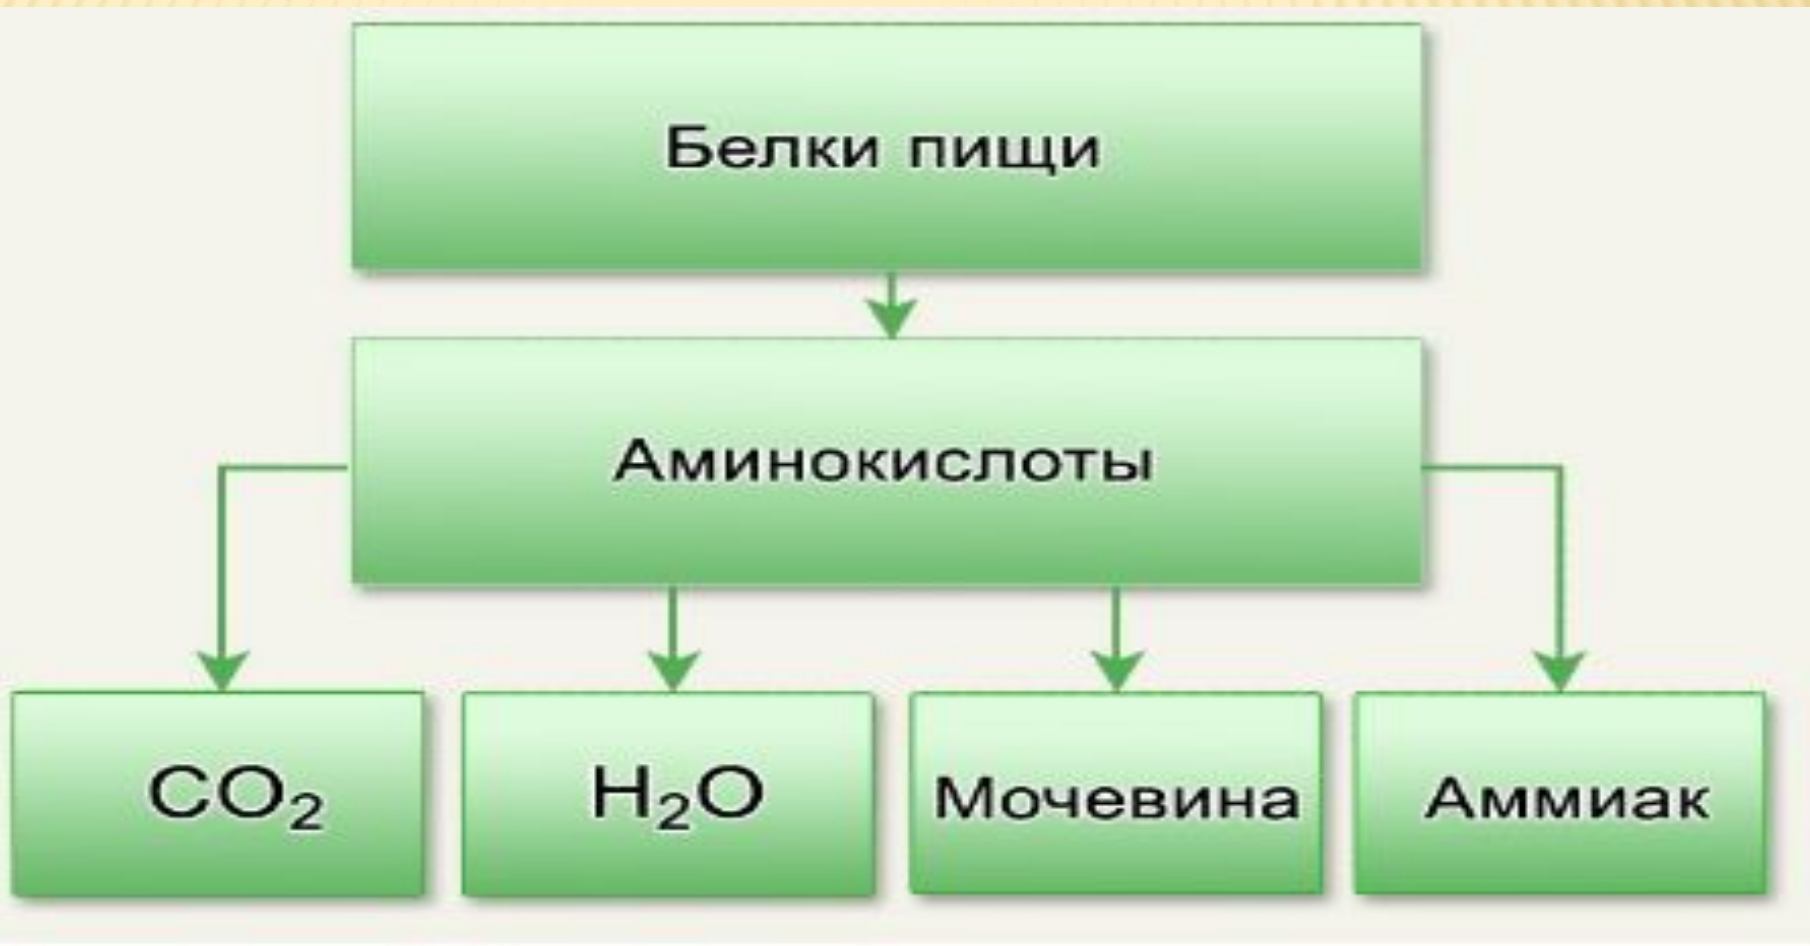 Белки пищи
Аминокислоты
CO₂
H₂O
Мочевина
Аммиак